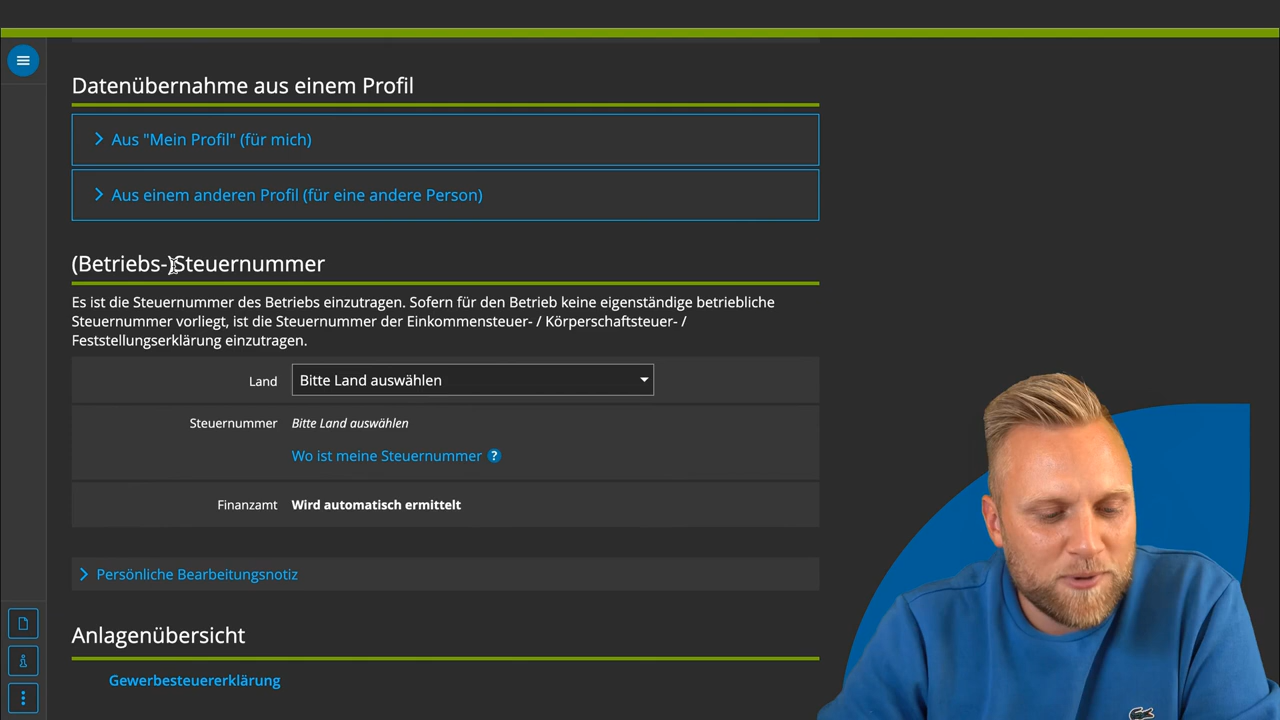 Datenübernahme aus einem Profil
Aus "Mein Profil" (für mich)
Aus einem anderen Profil (für eine andere Person)
(Betriebs-)Steuernummer
Es ist die Steuernummer des Betriebs einzutragen. Sofern für den Betrieb keine eigenständige betriebliche
Steuernummer vorliegt, ist die Steuernummer der Einkommensteuer- / Körperschaftsteuer- /
Feststellungserklärung einzutragen.
Land Bitte Land auswählen
Steuernummer Bitte Land auswählen
Wo ist meine Steuernummer ?
Finanzamt Wird automatisch ermittelt
Persönliche Bearbeitungsnotiz
Anlagenübersicht
Gewerbesteuererklärung